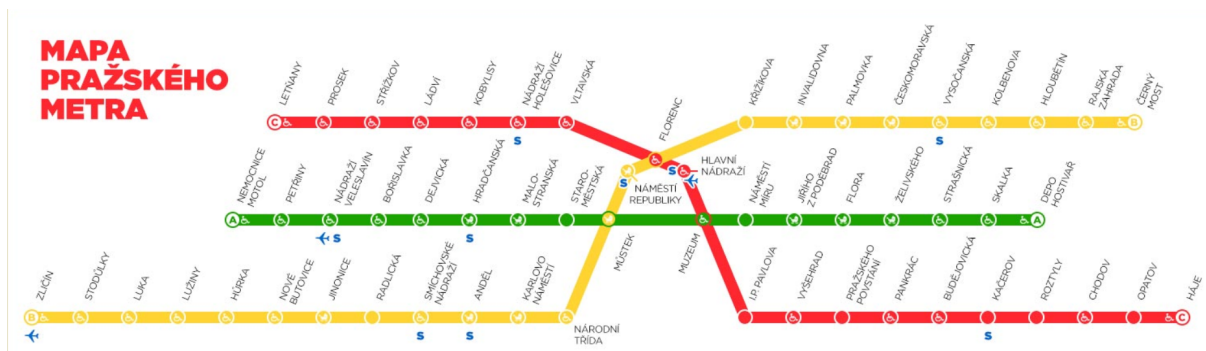 MAPA
PRAŽSKÉHO
METRA
C
LETŇANY
PROSEK
STŘÍŽKOV
LÁDVÍ
KOBYLISY
NÁDRAŽÍ
HOLEŠOVICE
S
VLTAVSKÁ
FLORENC
S
HLAVNÍ
NÁDRAŽÍ
KŘIŽÍKOVA
INVALIDOVNA
PALMOVKA
ČESKOMORAVSKÁ
VYSOČANSKÁ
S
KOLBENOVA
HLOUBĚTÍN
RAJSKÁ
ZAHRADA
ČERNÝ
MOST
B
S
NÁMĚSTÍ
REPUBLIKY
A
NEMOCNICE
MOTOL
PETŘINY
NÁDRAŽÍ
VELESLAVÍN
S
BOŘISLAVKA
DEJVICKÁ
HRADČANSKÁ
S
MALO-
STRANSKÁ
STARO-
MĚSTSKÁ
MŮSTEK
MUZEUM
NÁMĚSTÍ
MÍRU
JIŘÍHO
Z PODĚBRAD
FLORA
ŽELIVSKÉHO
STRAŠNICKÁ
SKALKA
DEPO
HOSTIVAŘ
A
B
ZLIČÍN
STODŮLKY
LUKA
LUŽINY
HŮRKA
NOVÉ
BUTOVICE
JINONICE
RADLICKÁ
SMÍCHOVSKÉ
NÁDRAŽÍ
S
ANDĚL
S
KARLOVO
NÁMĚSTÍ
NÁRODNÍ
TŘÍDA
I.P. PAVLOVA
VYŠEHRAD
PRAŽSKÉHO
POVSTÁNÍ
PANKRÁC
BUDĚJOVICKÁ
KAČEROV
S
ROZTYLY
CHODOV
OPATOV
HÁJE
C